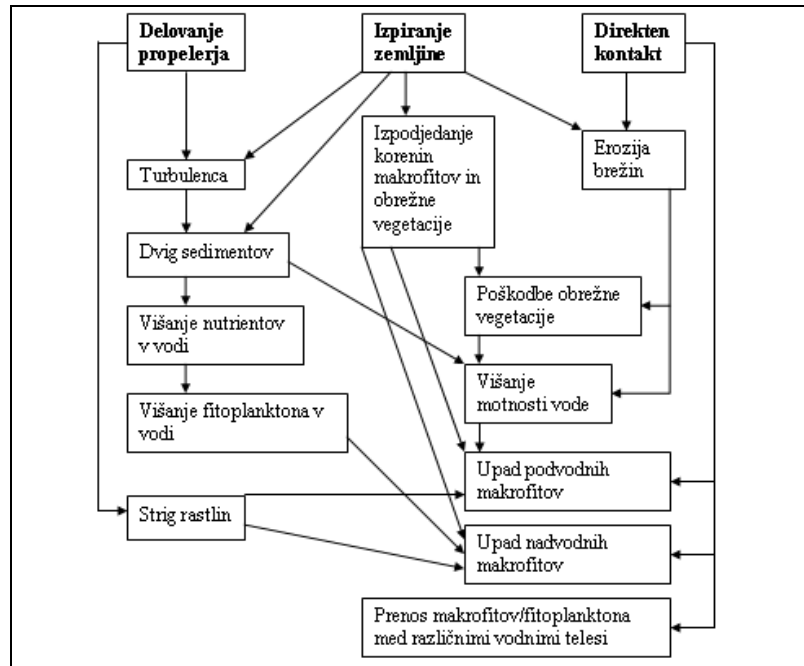 Delovanje
propelerja
Izpiranje
zemljine
Direkten
kontakt
Izpodjedanje
korenin
makrofitov in
obrežne
vegetacije
Erozija
brežin
Turbulenca
Dvig sedimentov
Poškodbe obrežne
vegetacije
Višanje nutrientov
v vodi
Višanje
motnosti vode
Višanje fitoplanktona v
vodi
Upad podvodnih
makrofitov
Strig rastlin
Upad nadvodnih
makrofitov
Prenos makrofitov/fitoplanktona
med različnimi vodnimi telesi